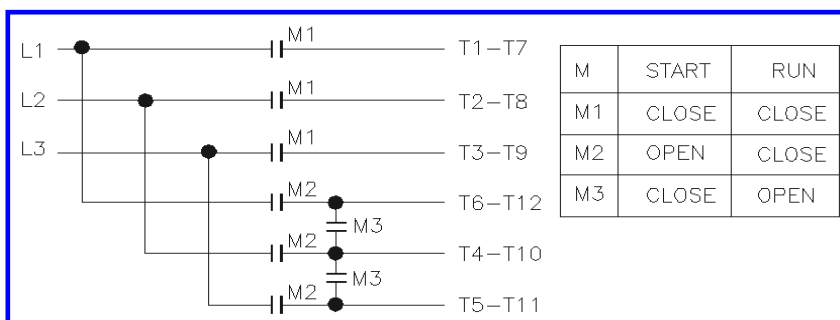 L1 M1 T1-T7
L2 M1 T2-T8
L3 M1 T3-T9
M2 T6-T12
M3
M2 T4-T10
M3
M2 T5-T11
M START RUN
M1 CLOSE CLOSE
M2 OPEN CLOSE
M3 CLOSE OPEN